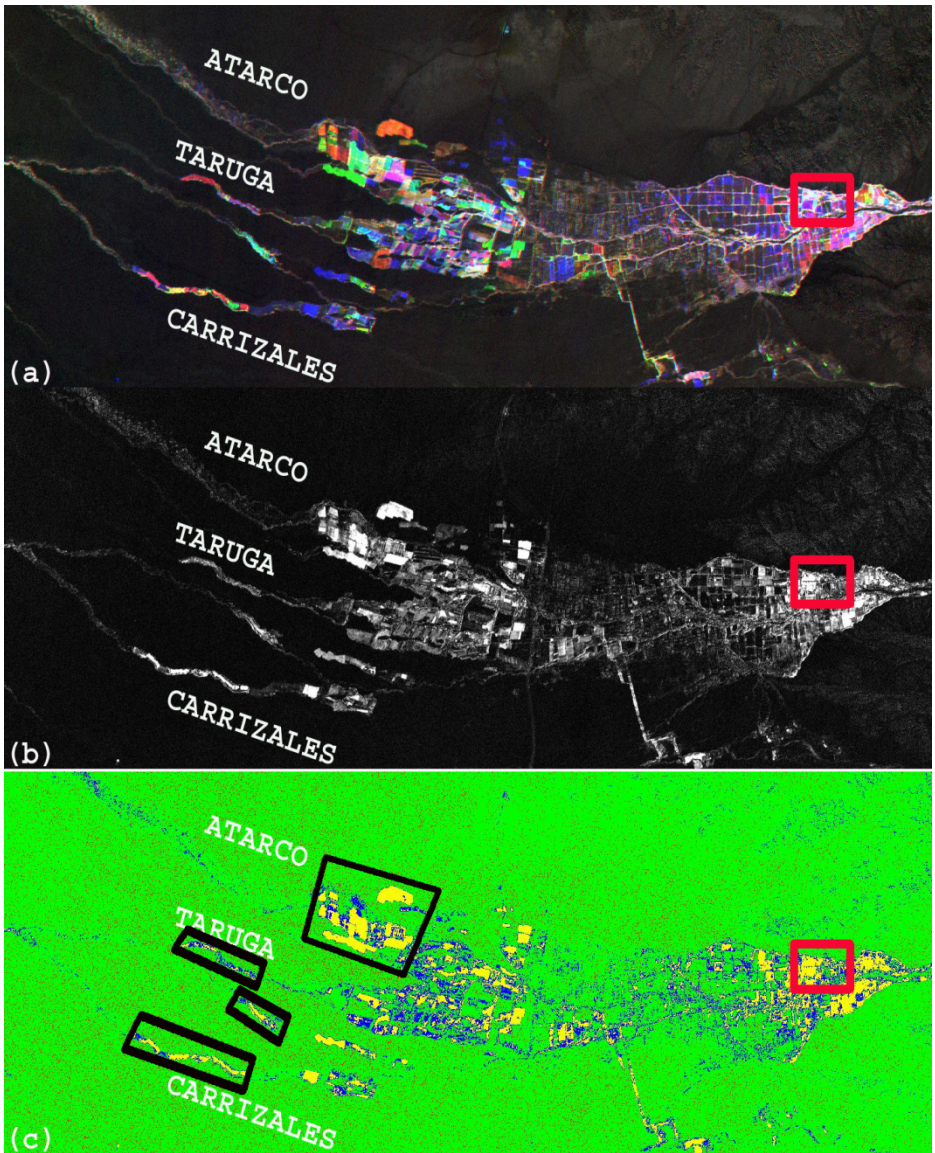 ATARCO
TARUGA
CARRIZALES
(a)
ATARCO
TARUGA
CARRIZALES
(b)
ATARCO
TARUGA
CARRIZALES
(c)